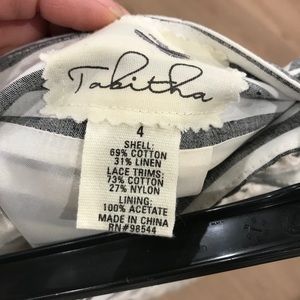 Tabitha
4
SHELL:
69% COTTON
31% LINEN
LACE TRIMS:
73% COTTON
27% NYLON
LINING:
100% ACETATE
MADE IN CHINA
RN#98544